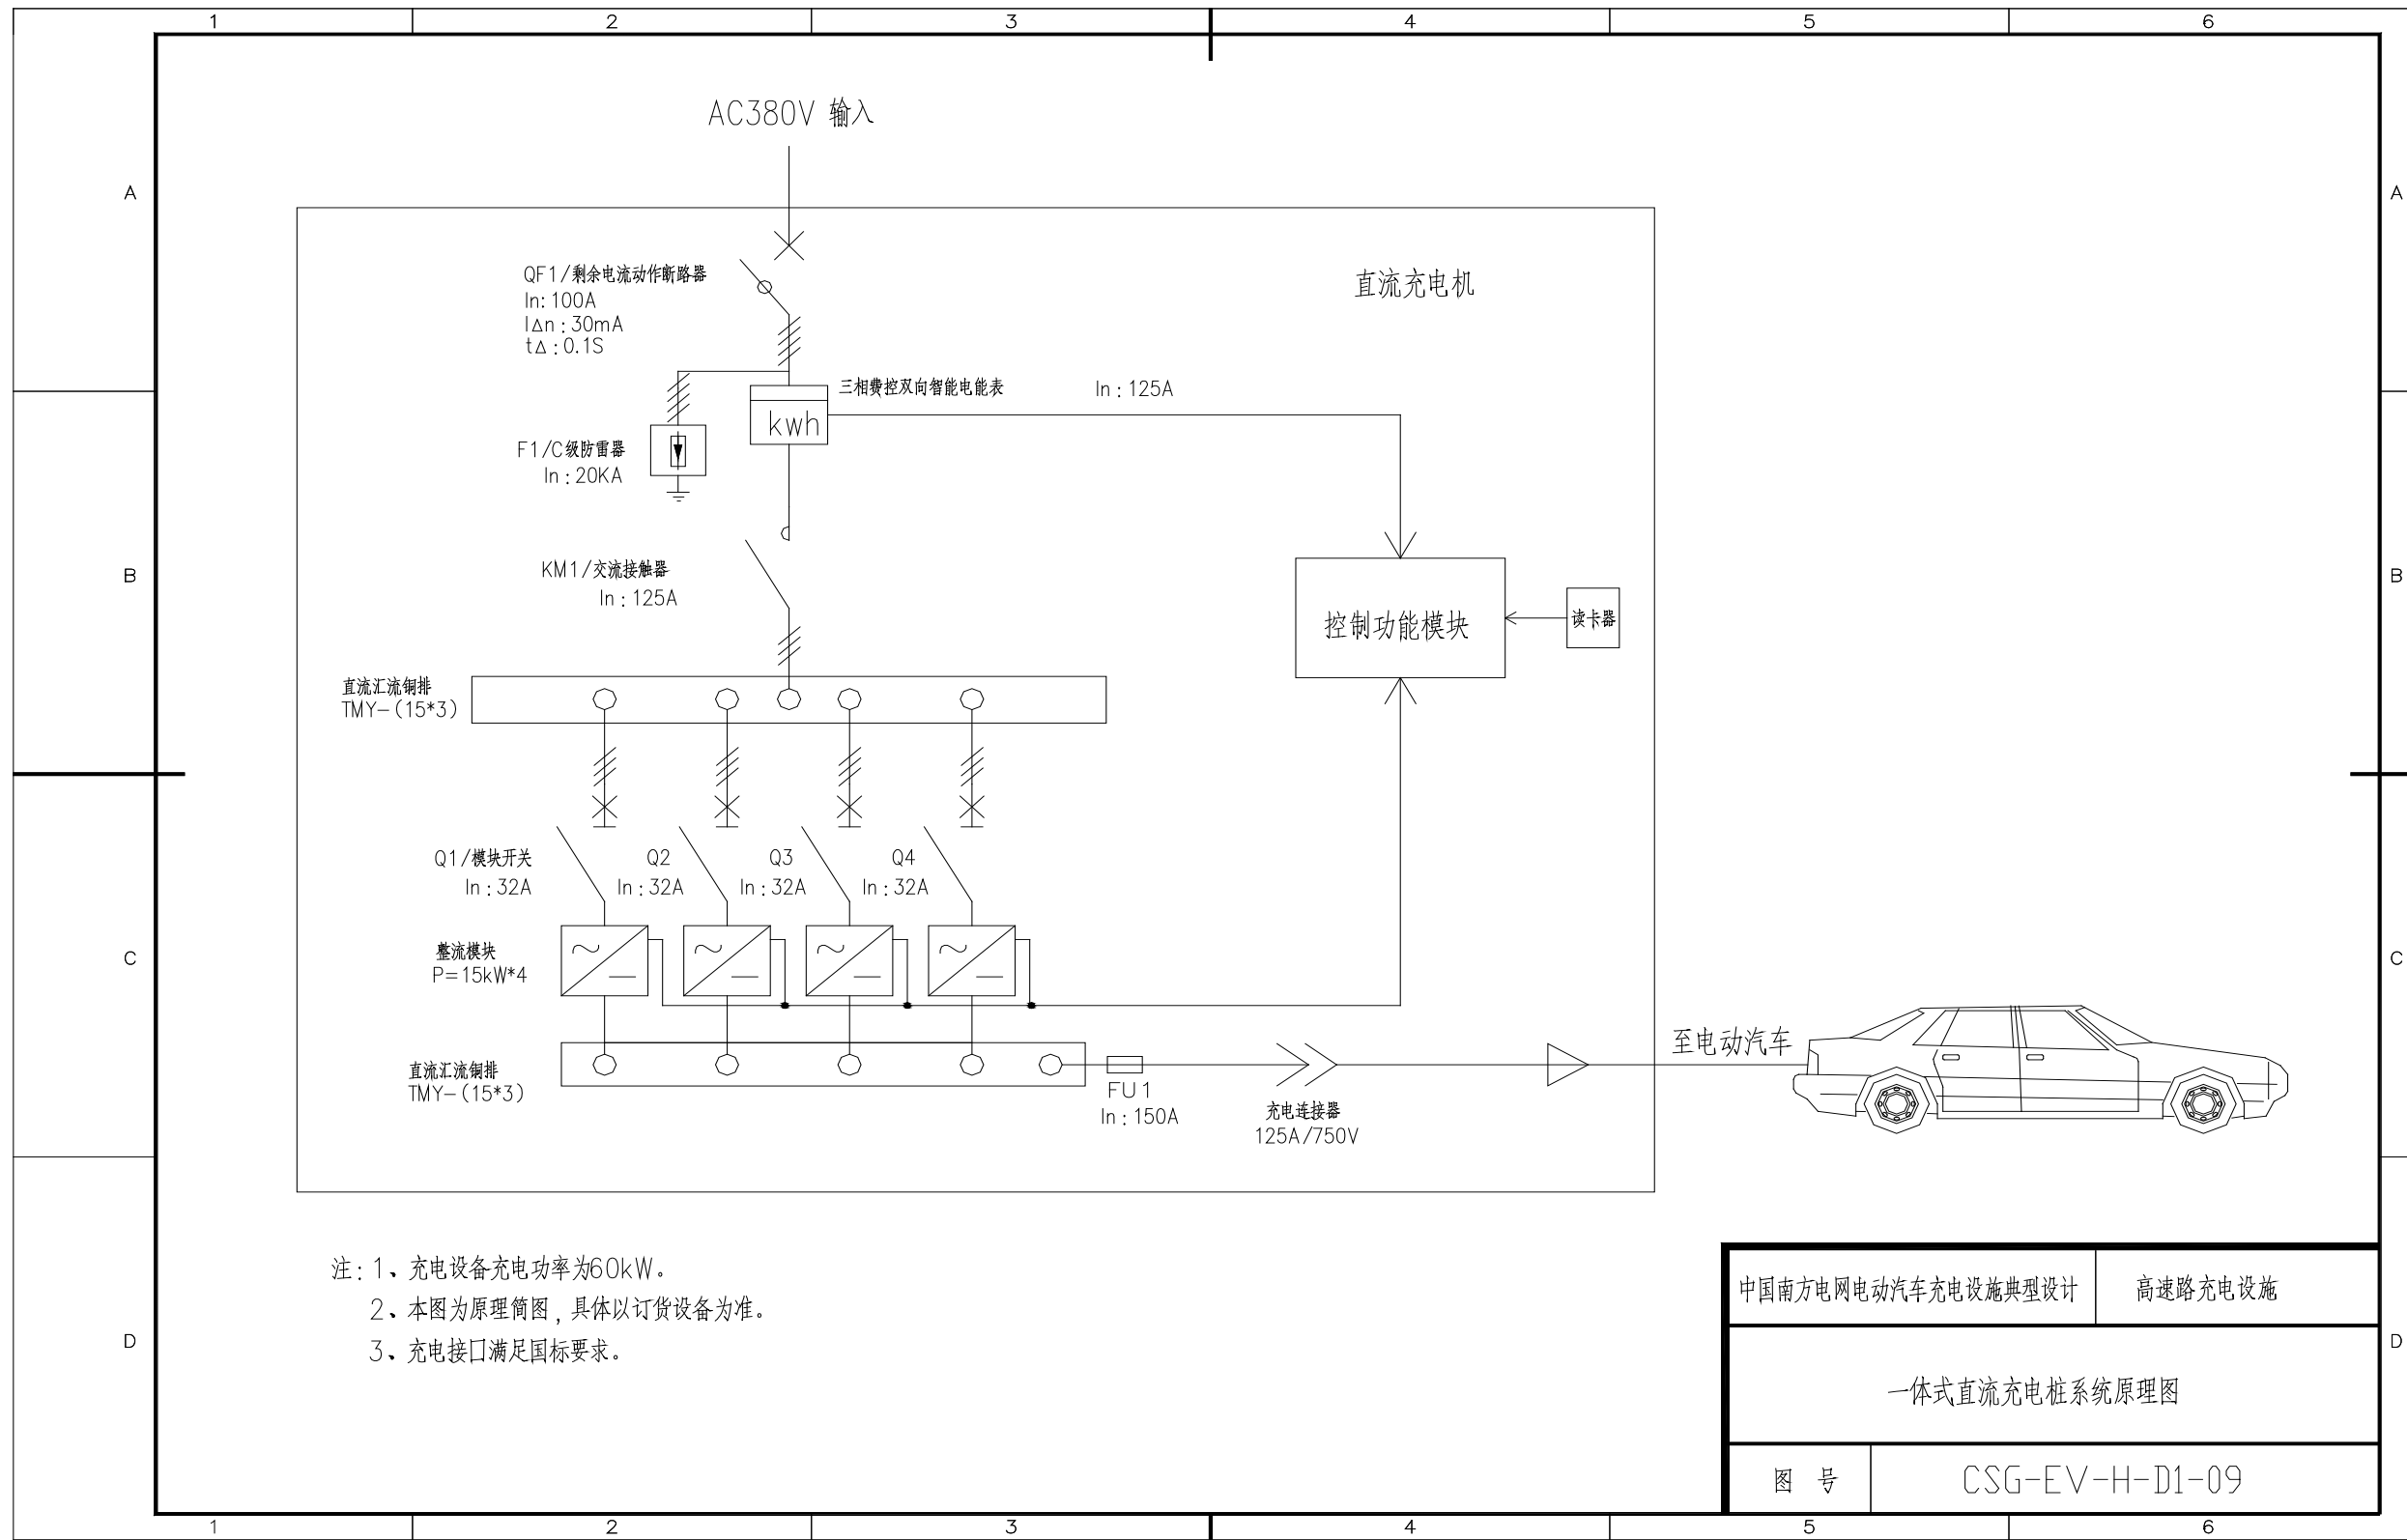 1 2 3 4 5 6
AC380V 输入
A A
QF1/剩余电流动作断路器
In: 100A
I△n : 30mA
t△ : 0.1S
直流充电机
三相费控双向智能电能表 In : 125A
kwh
F1/C级防雷器
In : 20KA
KM1/交流接触器
In : 125A
B B
控制功能模块
读卡器
直流汇流铜排
TMY-(15*3)
Q1/模块开关 Q2 Q3 Q4
In : 32A In : 32A In : 32A In : 32A
整流模块
P=15kW*4
C C
至电动汽车
直流汇流铜排
TMY-(15*3)
FU1
In : 150A
充电连接器
125A/750V
注: 1、充电设备充电功率为60kW。
2、本图为原理简图,具体以订货设备为准。
3、充电接口满足国标要求。
D D
中国南方电网电动汽车充电设施典型设计 高速路充电设施
一体式直流充电桩系统原理图
图 号 CSG-EV-H-D1-09
1 2 3 4 5 6